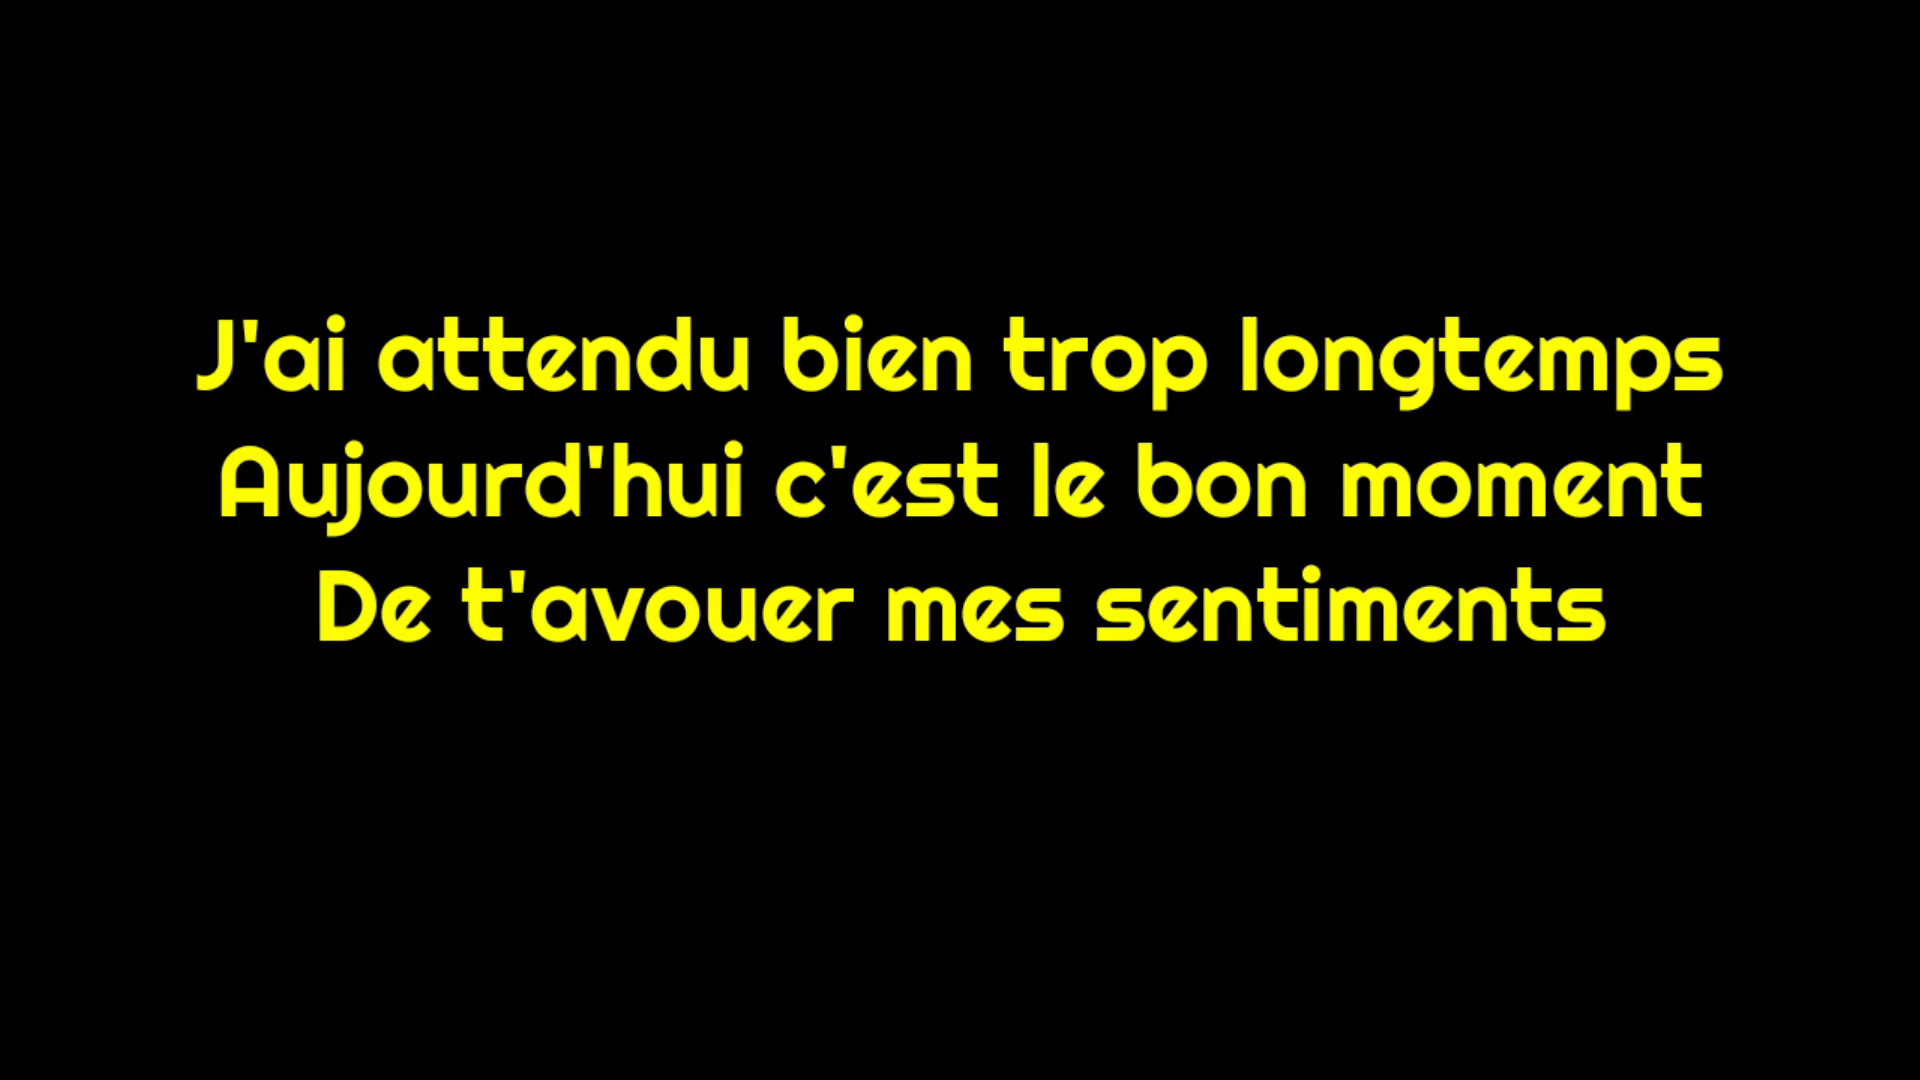 J'ai attendu bien trop longtemps
Aujourd'hui c'est le bon moment
De t'avouer mes sentiments